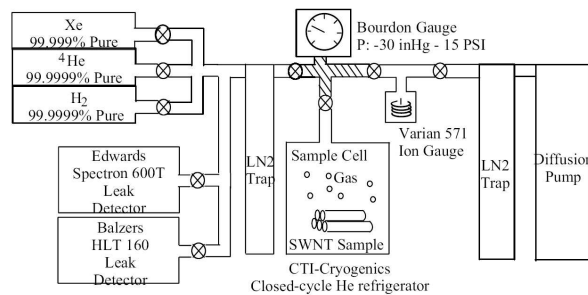 Xe
99.999% Pure
⁴He
99.9999% Pure
H₂
99.9999% Pure
Edwards
Spectron 600T
Leak
Detector
Balzers
HLT 160
Leak
Detector
LN2
Trap
Bourdon Gauge
P: -30 inHg - 15 PSI
Sample Cell
Gas
SWNT Sample
CTI-Cryogenics
Closed-cycle He refrigerator
Varian 571
Ion Gauge
LN2
Trap
Diffusion
Pump